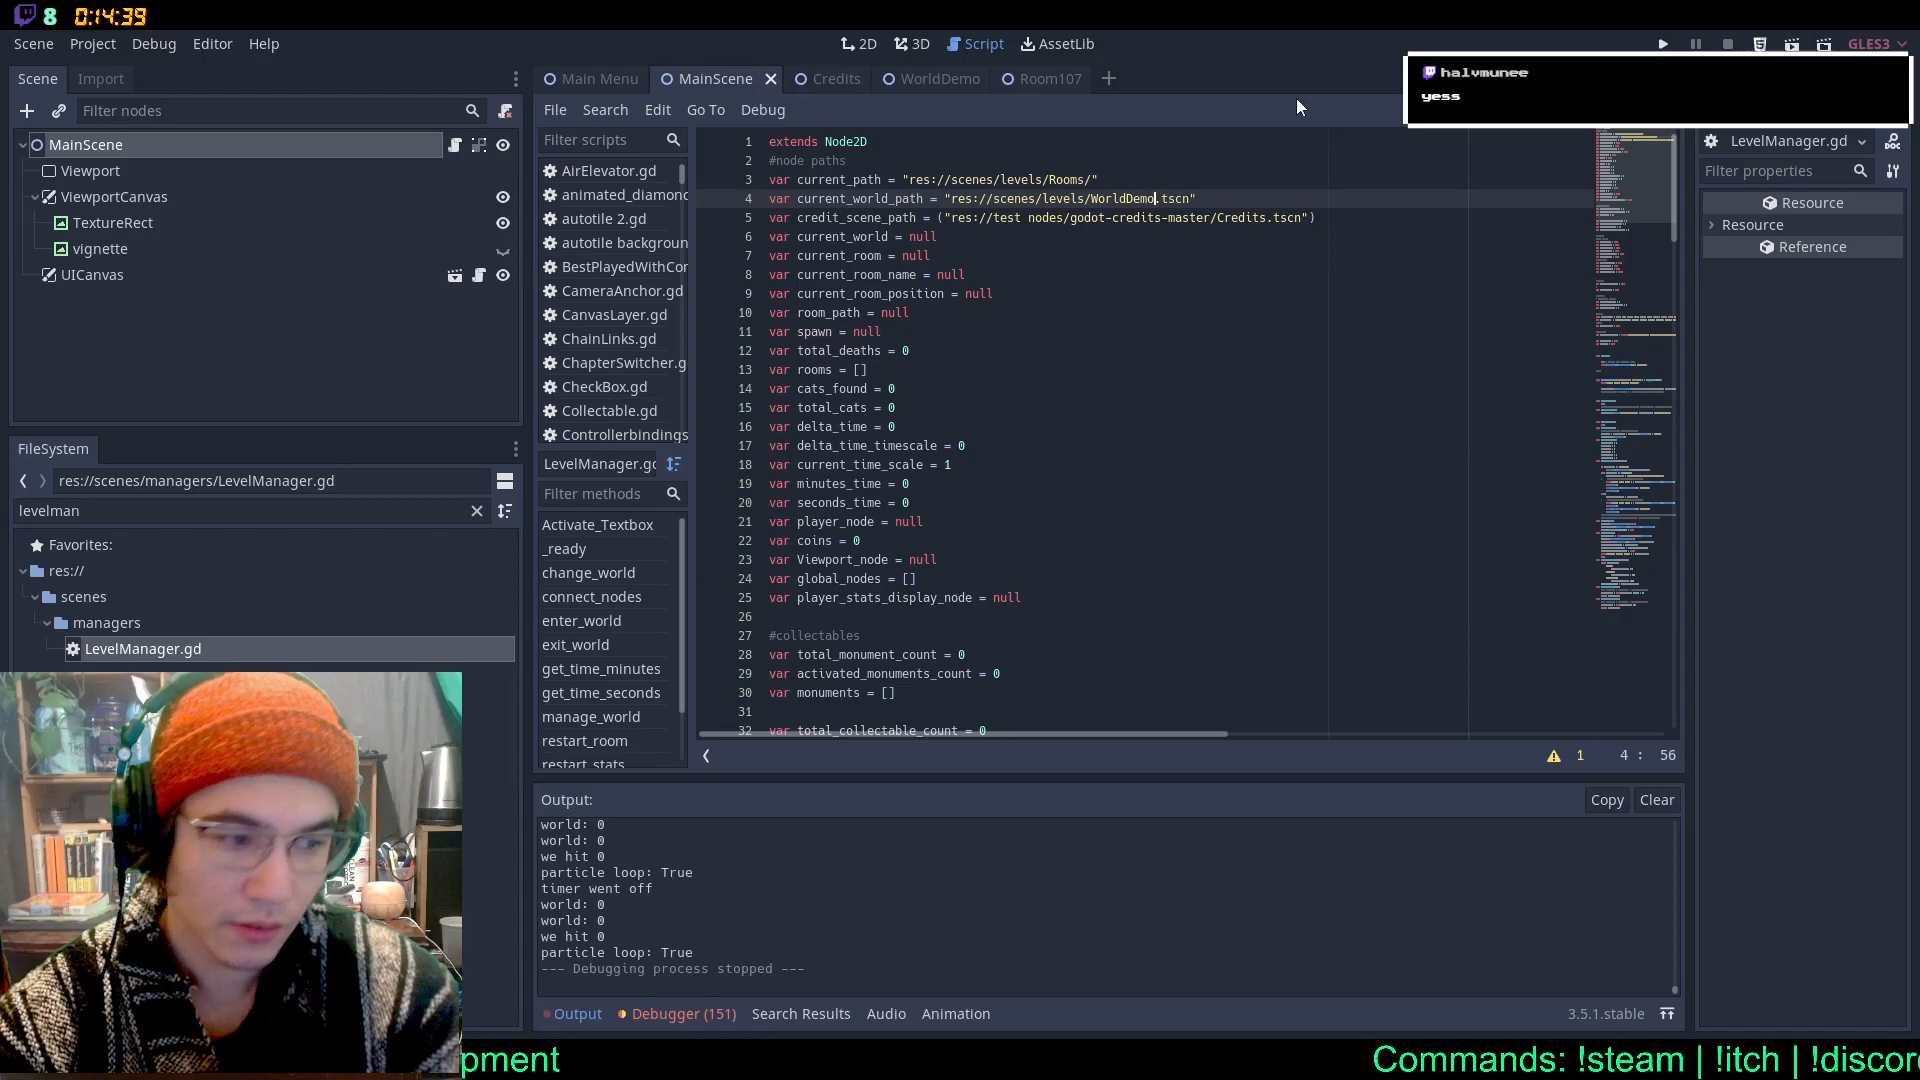 8 0:14:39
Scene Project Debug Editor Help
2D 3D Script AssetLib
GLES3
Scene Import
Filter nodes
MainScene
Viewport
ViewportCanvas
TextureRect
vignette
UICanvas
FileSystem
res://scenes/managers/LevelManager.gd
levelman
Favorites:
res://
scenes
managers
LevelManager.gd
Main Menu MainScene Credits WorldDemo Room107
File Search Edit Go To Debug
Filter scripts
AirElevator.gd
animated_diamond
autotile 2.gd
autotile backgroun
BestPlayedWithCor
CameraAnchor.gd
CanvasLayer.gd
ChainLinks.gd
ChapterSwitcher.g
CheckBox.gd
Collectable.gd
Controllerbindings
LevelManager.gd
Filter methods
Activate_Textbox
_ready
change_world
connect_nodes
enter_world
exit_world
get_time_minutes
get_time_seconds
manage_world
restart_room
restart_stats
1 extends Node2D
2 #node paths
3 var current_path = "res://scenes/levels/Rooms/"
4 var current_world_path = "res://scenes/levels/WorldDemo.tscn"
5 var credit_scene_path = ("res://test nodes/godot-credits-master/Credits.tscn")
6 var current_world = null
7 var current_room = null
8 var current_room_name = null
9 var current_room_position = null
10 var room_path = null
11 var spawn = null
12 var total_deaths = 0
13 var rooms = []
14 var cats_found = 0
15 var total_cats = 0
16 var delta_time = 0
17 var delta_time_timescale = 0
18 var current_time_scale = 1
19 var minutes_time = 0
20 var seconds_time = 0
21 var player_node = null
22 var coins = 0
23 var Viewport_node = null
24 var global_nodes = []
25 var player_stats_display_node = null
26
27 #collectables
28 var total_monument_count = 0
29 var activated_monuments_count = 0
30 var monuments = []
31
32 var total_collectable_count = 0
1 4 : 56
halvmunee
yess
LevelManager.gd
Filter properties
Resource
Resource
Reference
Output:
Copy Clear
world: 0
world: 0
we hit 0
particle loop: True
timer went off
world: 0
world: 0
we hit 0
particle loop: True
--- Debugging process stopped ---
Output Debugger (151) Search Results Audio Animation
3.5.1.stable
pment
Commands: !steam | !itch | !discor